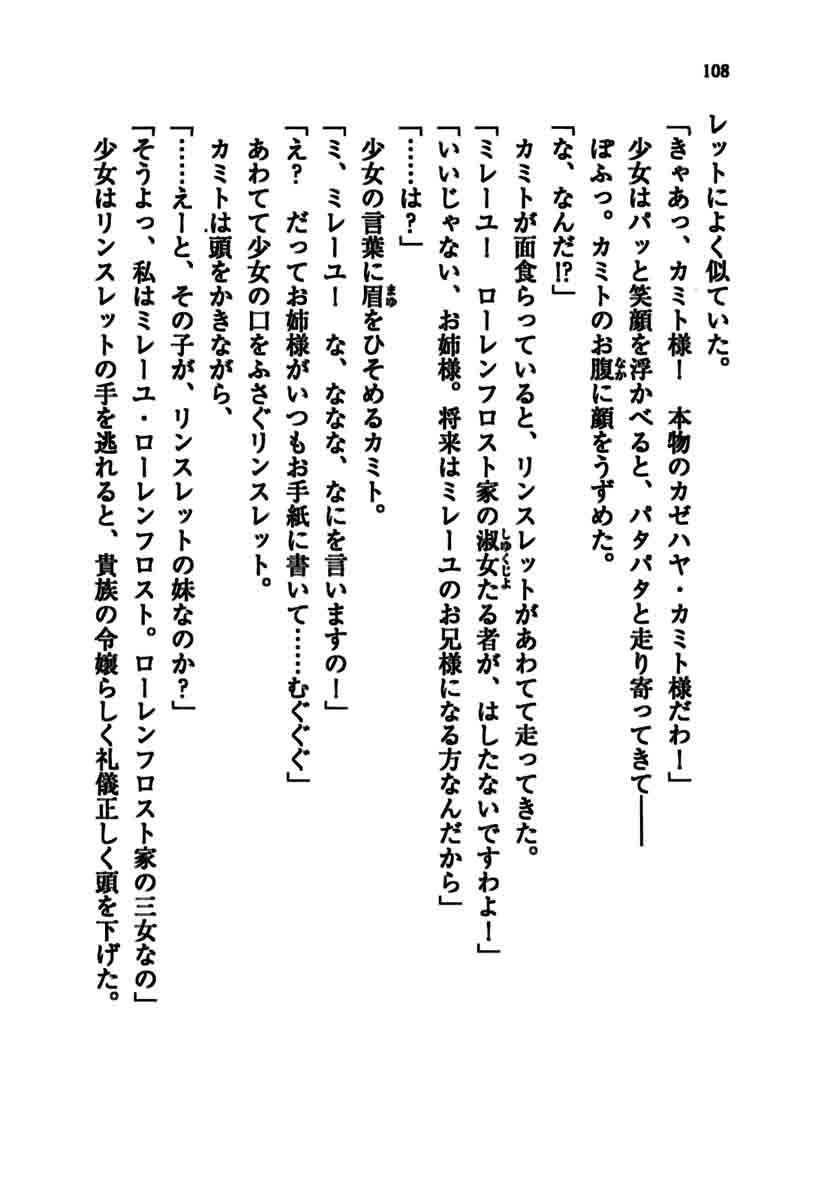 108
レットによく似ていた。
「きゃあっ、カミト様！　本物のカゼハヤ・カミト様だわ！」
少女はパッと笑顔を浮かべると、パタパタと走り寄ってきて――
ぽふっ。カミトのお腹に顔をうずめた。
「な、なんだ!?」
カミトが面食らっていると、リンスレットがあわてて走ってきた。
「ミレーユ！　ローレンフロスト家の淑女たる者が、はしたないですわよ！」
「いいじゃない、お姉様。将来はミレーユのお兄様になる方なんだから」
「……は？」
少女の言葉に眉をひそめるカミト。
「ミ、ミレーユ！　な、ななな、なにを言いますの！」
「え？　だってお姉様がいつもお手紙に書いて……むぐぐぐ」
あわてて少女の口をふさぐリンスレット。
カミトは頭をかきながら、
「……えーと、その子が、リンスレットの妹なのか？」
「そうよっ、私はミレーユ・ローレンフロスト。ローレンフロスト家の三女なの」
少女はリンスレットの手を逃れると、貴族の令嬢らしく礼儀正しく頭を下げた。